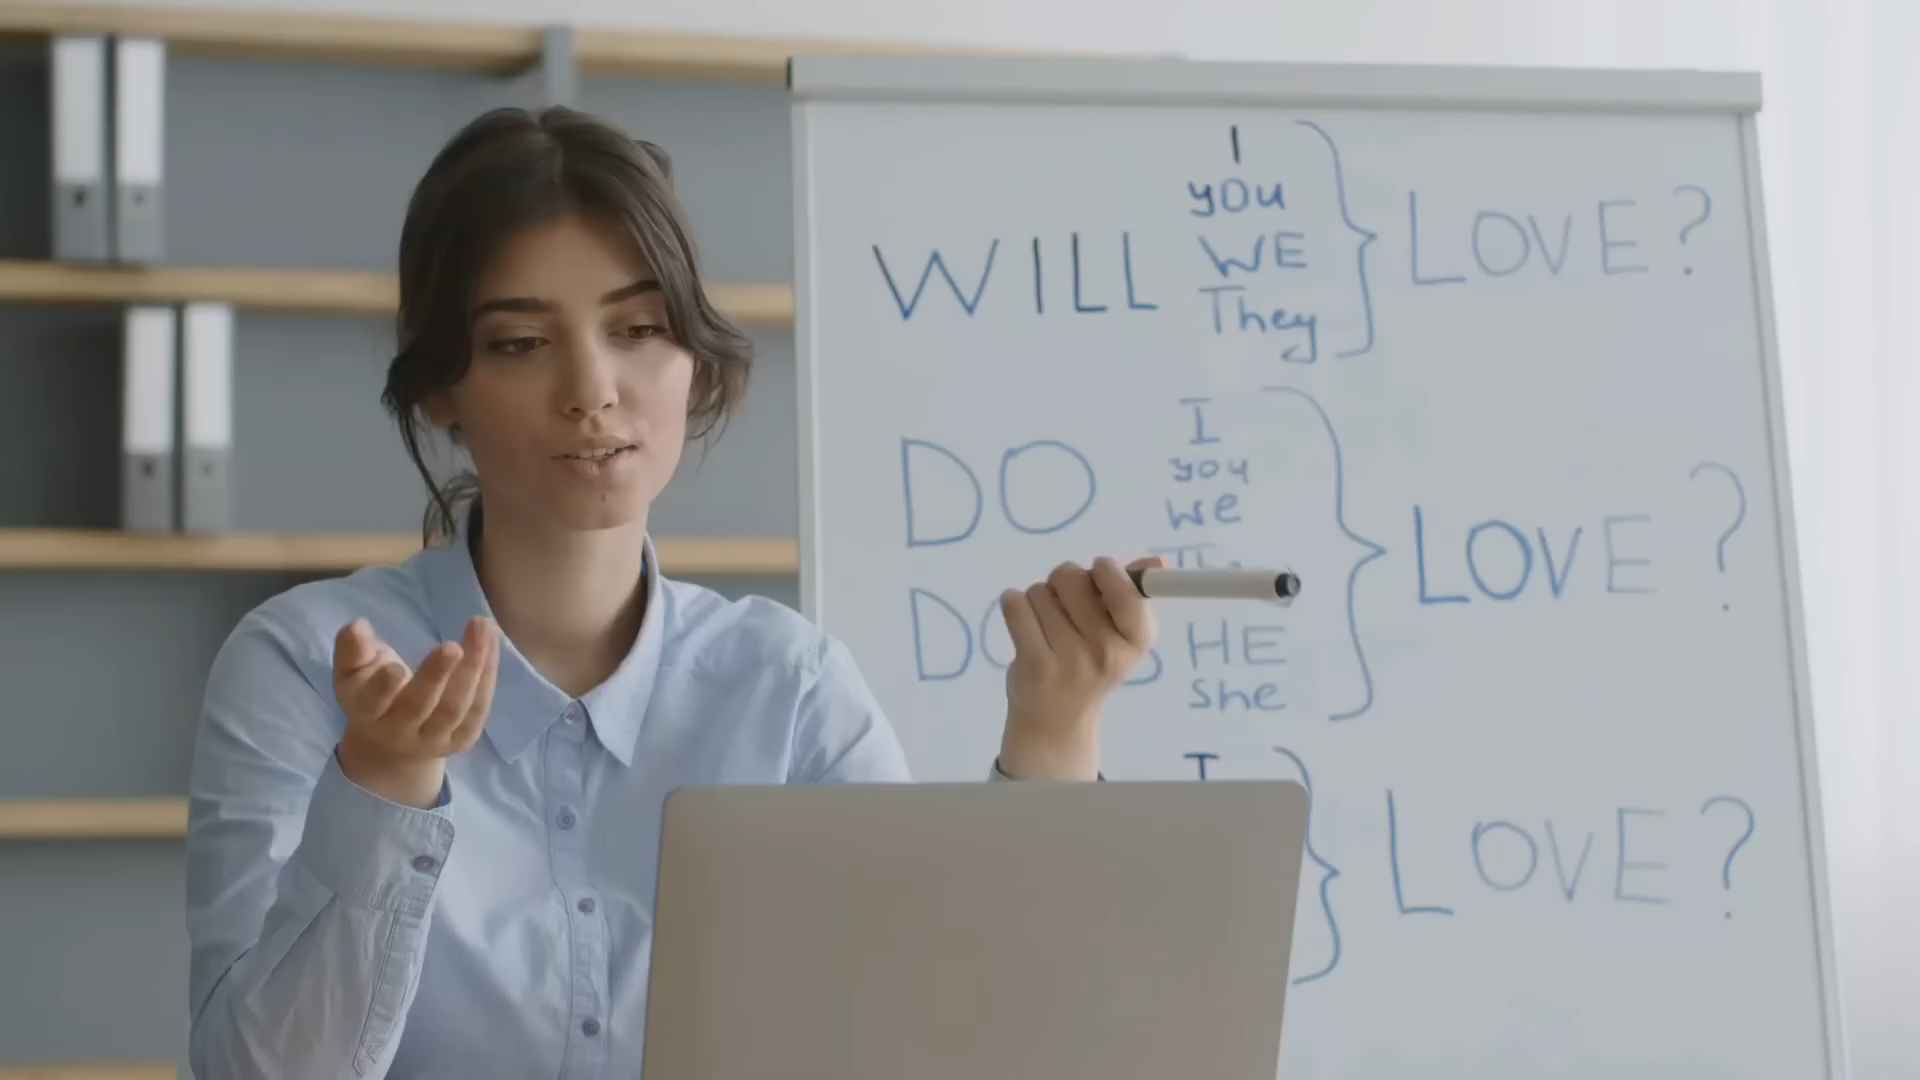 I
you
WILL WE LOVE?
They
I
you
DO we LOVE?
HE
she
I
LOVE?